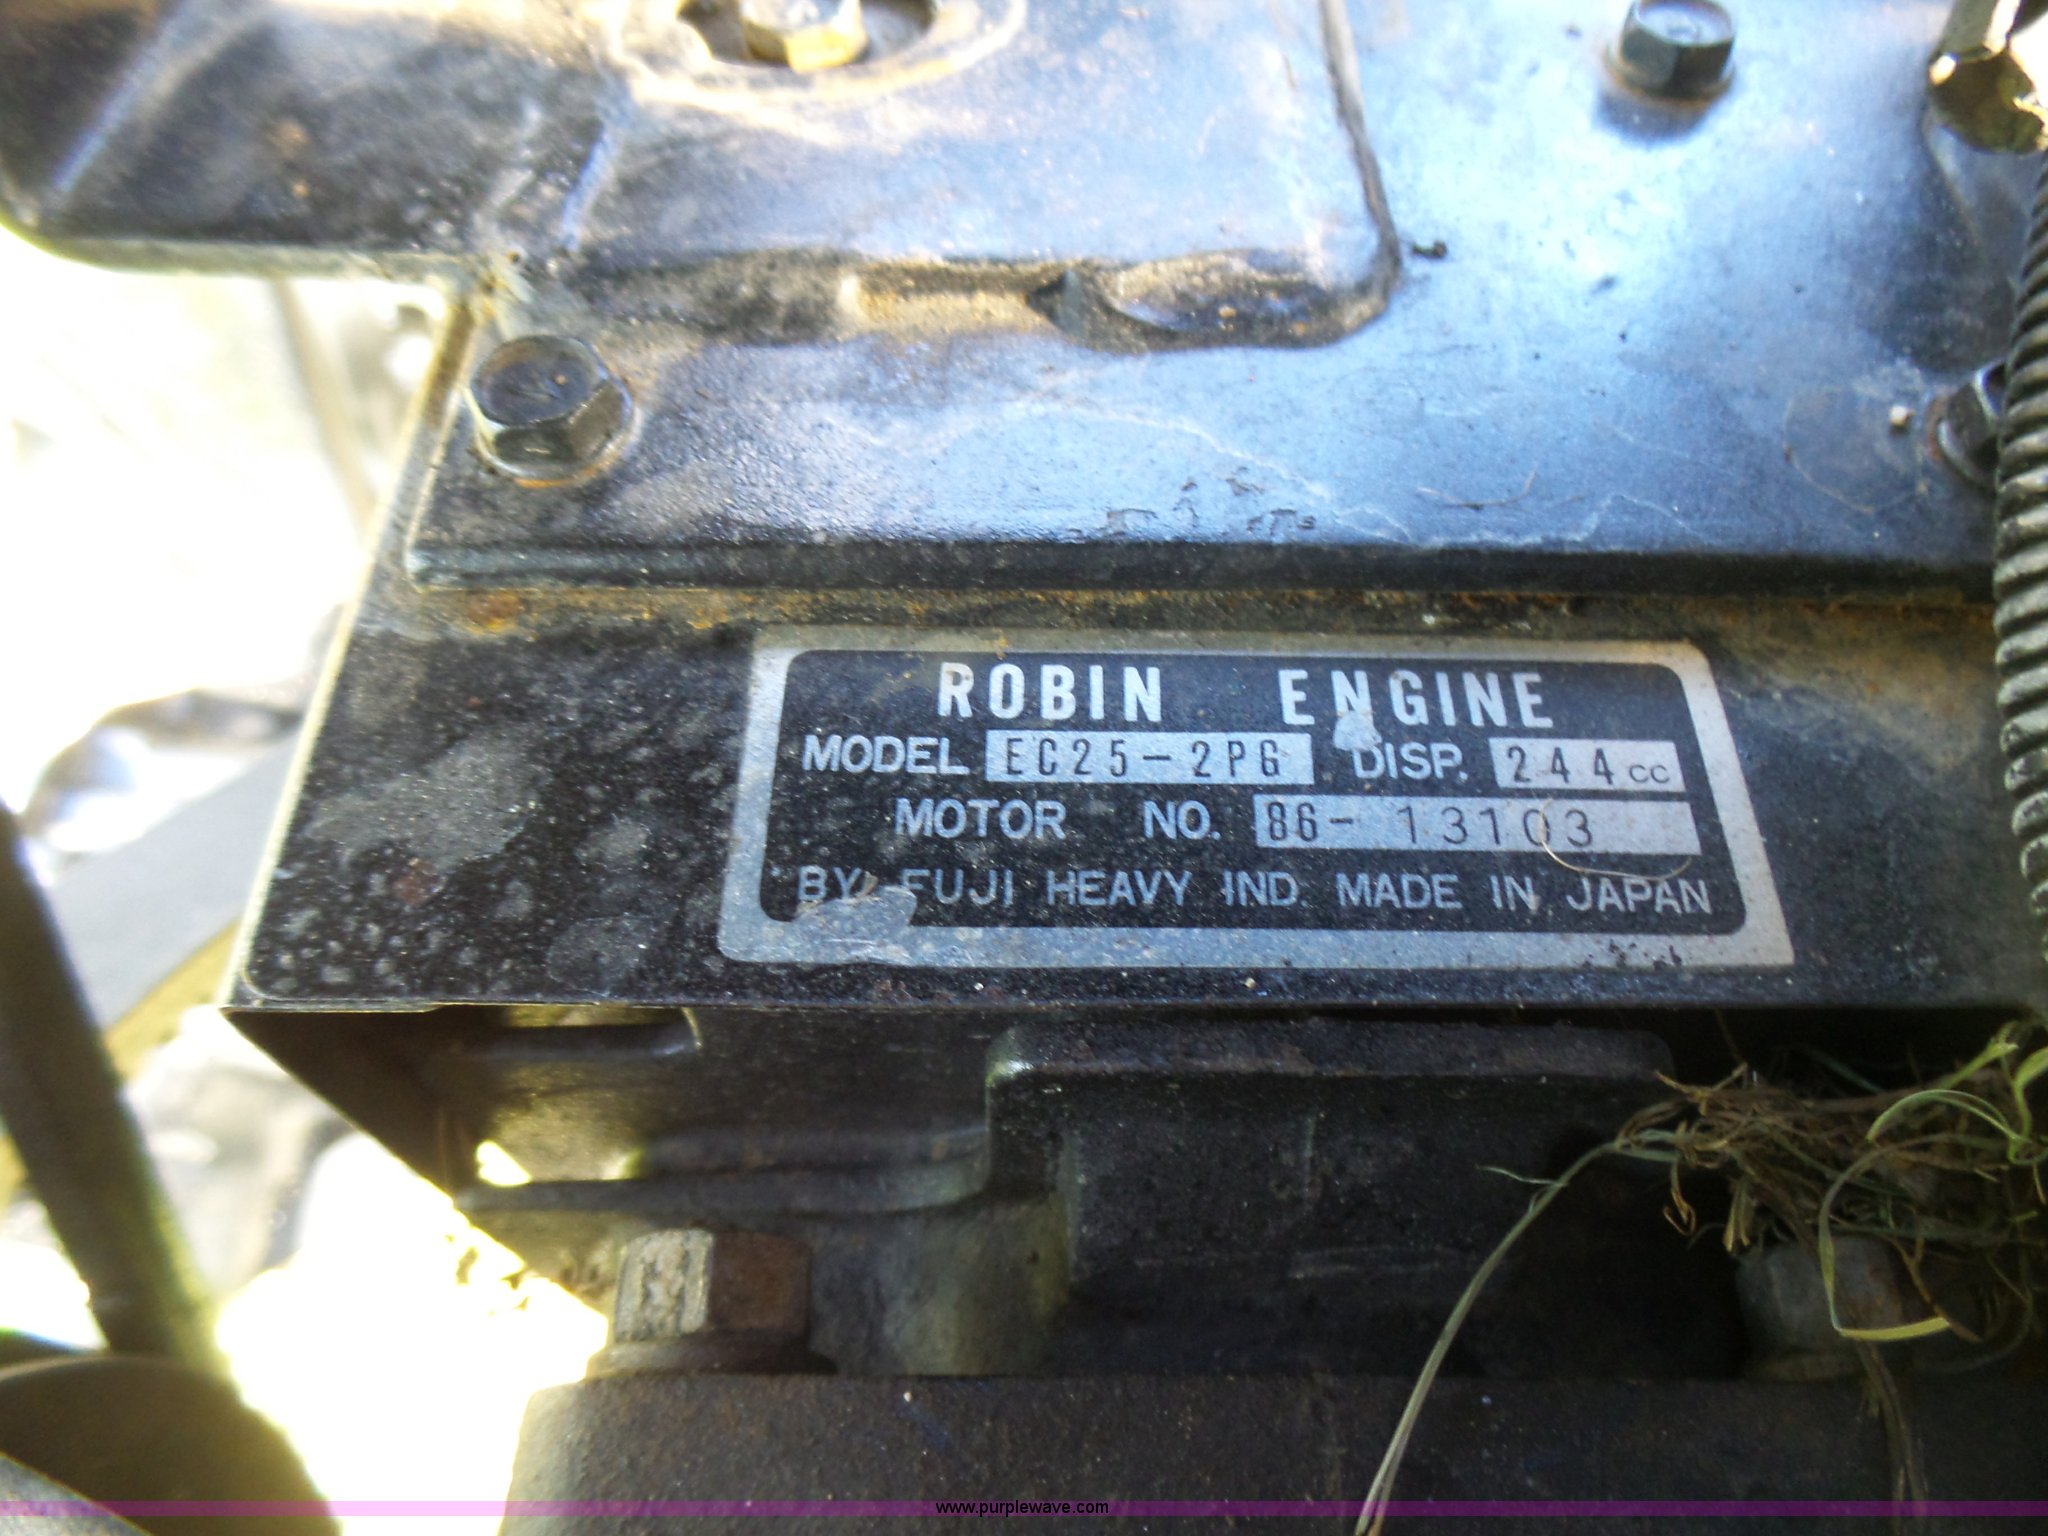 ROBIN ENGINE
MODEL EC25-2PG DISP. 244cc
MOTOR NO. 86-13103
BY FUJI HEAVY IND. MADE IN JAPAN
www.purplewave.com